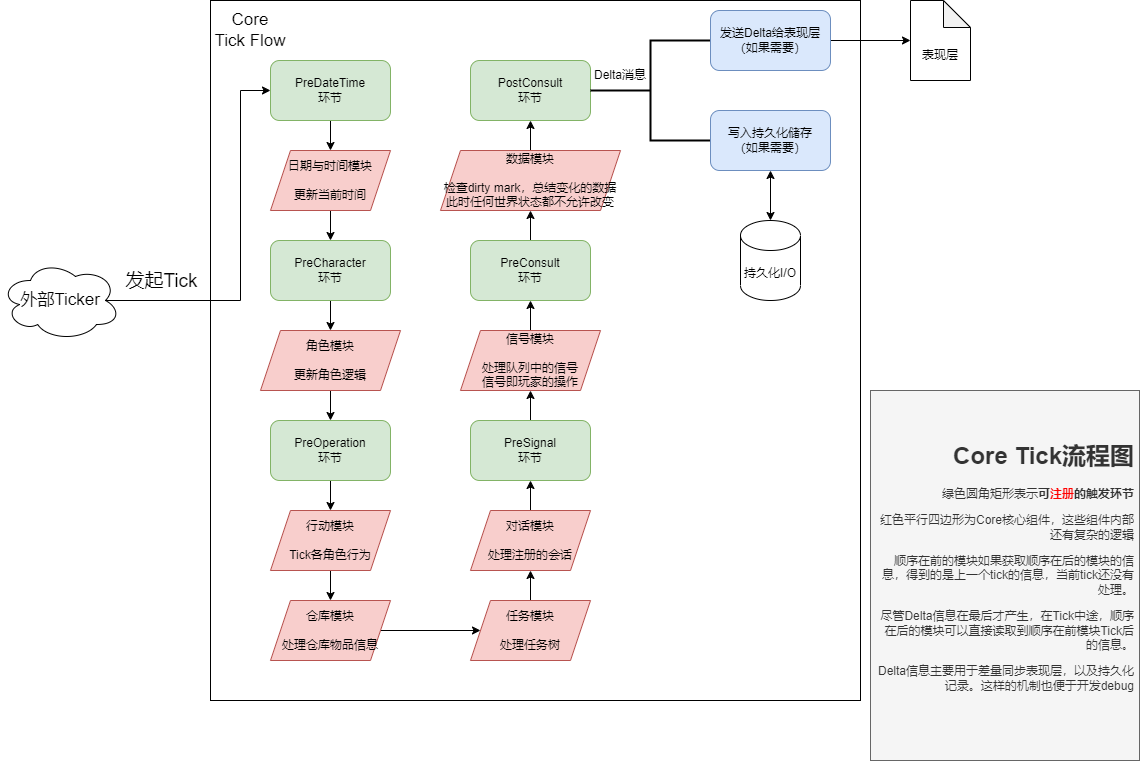 Core
Tick Flow
PreDateTime
环节
日期与时间模块
更新当前时间
PreCharacter
环节
角色模块
更新角色逻辑
PreOperation
环节
行动模块
Tick各角色行为
仓库模块
处理仓库物品信息
任务模块
处理任务树
对话模块
处理注册的会话
PreSignal
环节
信号模块
处理队列中的信号
信号即玩家的操作
PreConsult
环节
数据模块
检查dirty mark，总结变化的数据
此时任何世界状态都不允许改变
PostConsult
环节
Delta消息
发送Delta给表现层
（如果需要）
写入持久化储存
（如果需要）
持久化I/O
表现层
外部Ticker
发起Tick
Core Tick流程图
绿色圆角矩形表示可注册的触发环节
红色平行四边形为Core核心组件，这些组件内部
还有复杂的逻辑
顺序在前的模块如果获取顺序在后的模块的信
息，得到的是上一个tick的信息，当前tick还没有
处理。
尽管Delta信息在最后才产生，在Tick中途，顺序
在后的模块可以直接读取到顺序在前模块Tick后
的信息。
Delta信息主要用于差量同步表现层，以及持久化
记录。这样的机制也便于开发debug